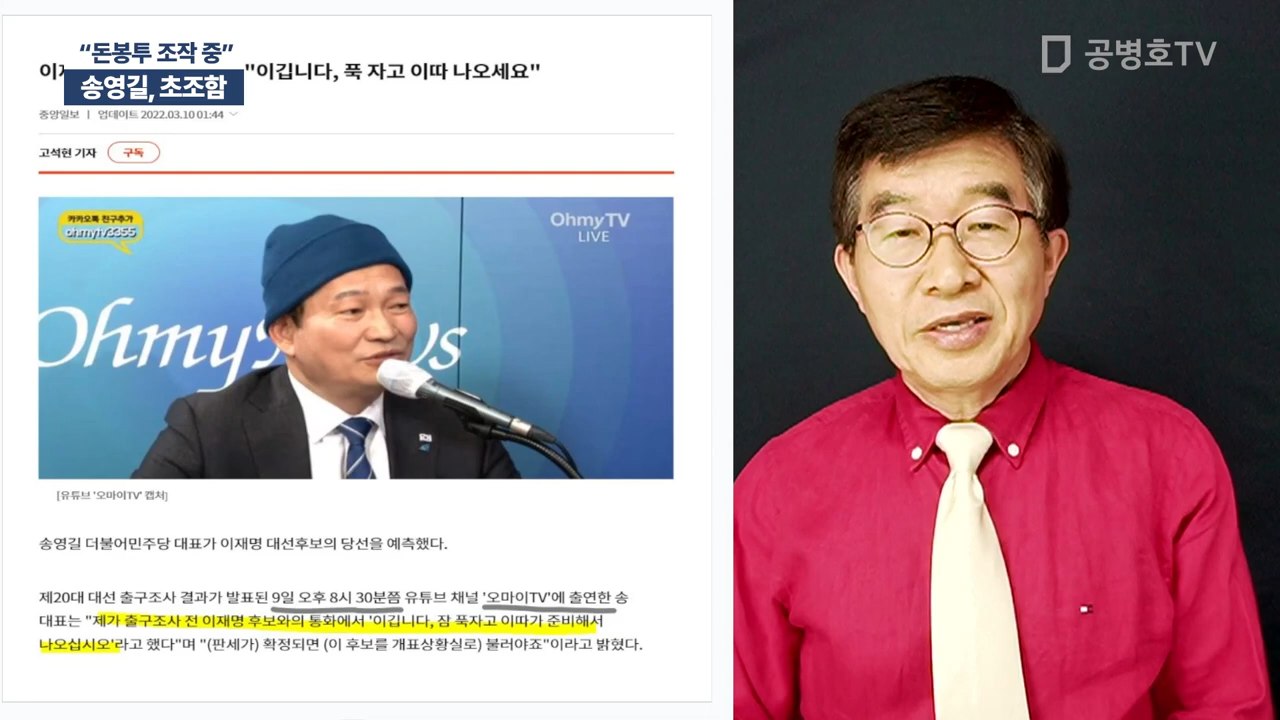 “돈봉투 조작 중”
송영길, 초조함
"이깁니다, 푹 자고 이따 나오세요"
중앙일보 | 업데이트 2022.03.10 01:44
고석현 기자 구독
카카오톡 친구추가
ohmytv3355
OhmyTV
LIVE
[유튜브 '오마이TV' 캡처]
송영길 더불어민주당 대표가 이재명 대선후보의 당선을 예측했다.
제20대 대선 출구조사 결과가 발표된 9일 오후 8시 30분쯤 유튜브 채널 '오마이TV'에 출연한 송
대표는 "제가 출구조사 전 이재명 후보와의 통화에서 '이깁니다, 잠 푹자고 이따가 준비해서
나오십시오'라고 했다"며 "(판세가) 확정되면 (이 후보를 개표상황실로) 불러야죠"이라고 밝혔다.
공병호TV